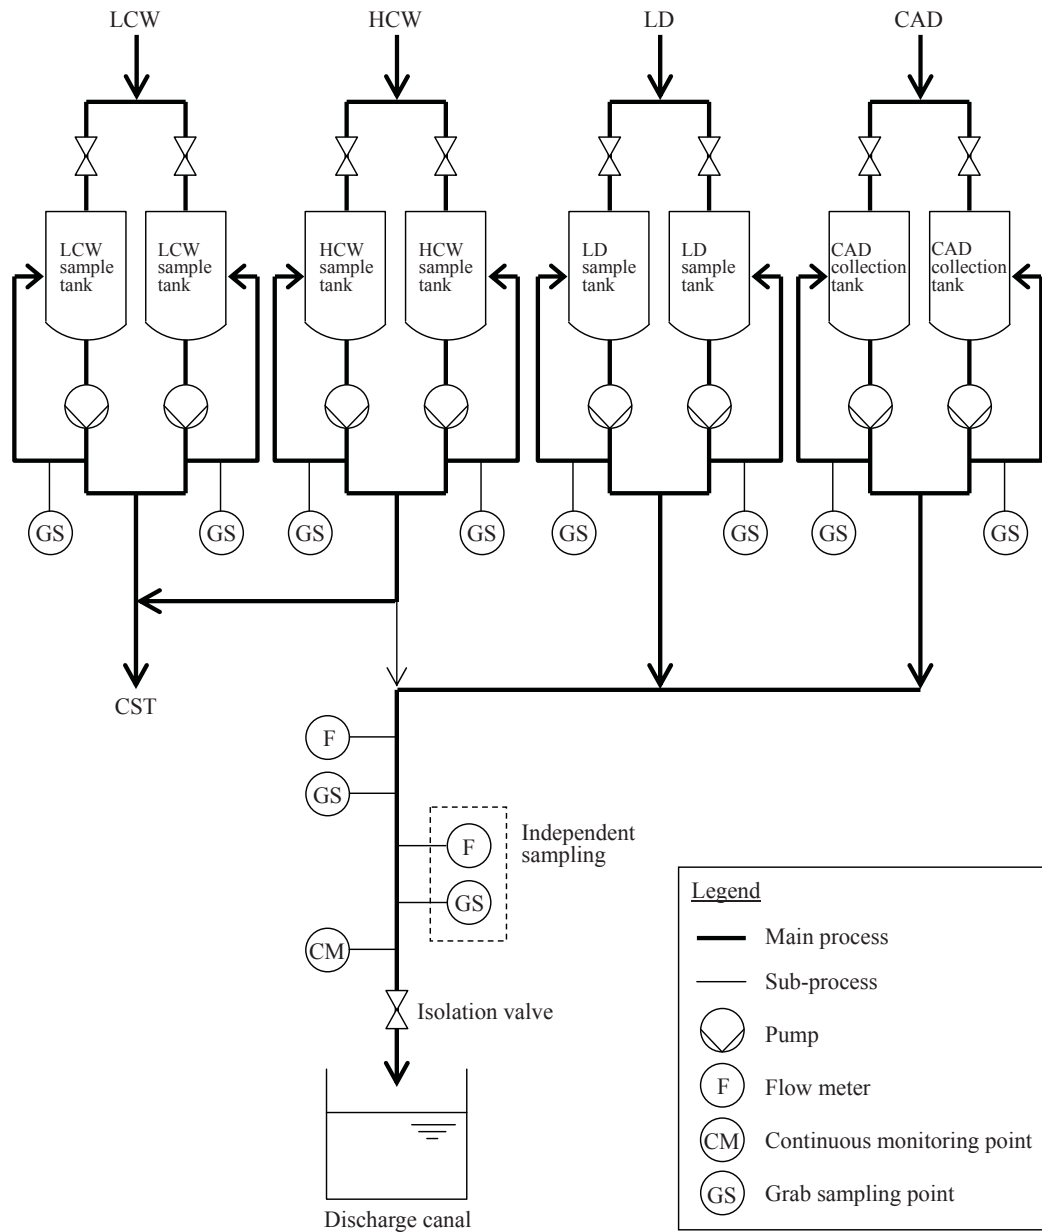 LCW
HCW
LD
CAD
LCW
sample
tank
LCW
sample
tank
HCW
sample
tank
HCW
sample
tank
LD
sample
tank
LD
sample
tank
CAD
collection
tank
CAD
collection
tank
GS
GS
GS
GS
GS
GS
GS
GS
CST
F
GS
F
GS
Independent
sampling
CM
Isolation valve
Discharge canal
Legend
Main process
Sub-process
Pump
F
Flow meter
CM
Continuous monitoring point
GS
Grab sampling point